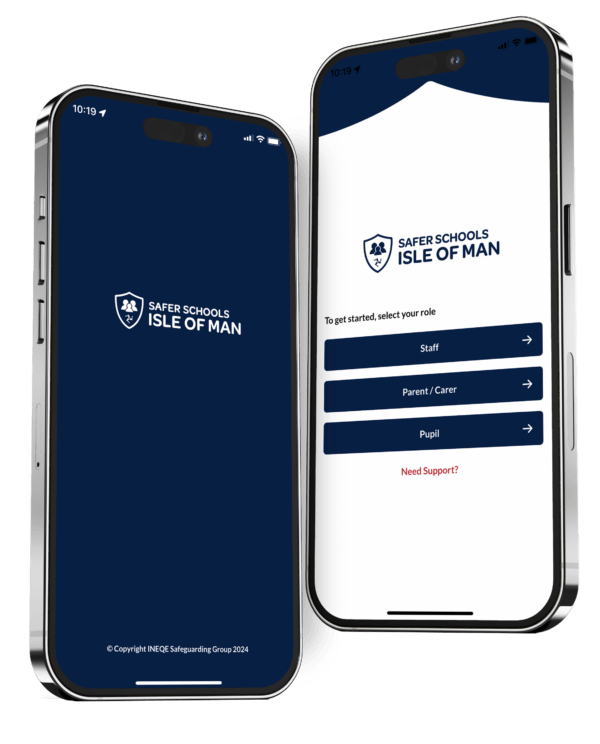 10:19
SAFER SCHOOLS
ISLE OF MAN
© Copyright INEQE Safeguarding Group 2024
10:19
SAFER SCHOOLS
ISLE OF MAN
To get started, select your role
Staff
Parent / Carer
Pupil
Need Support?